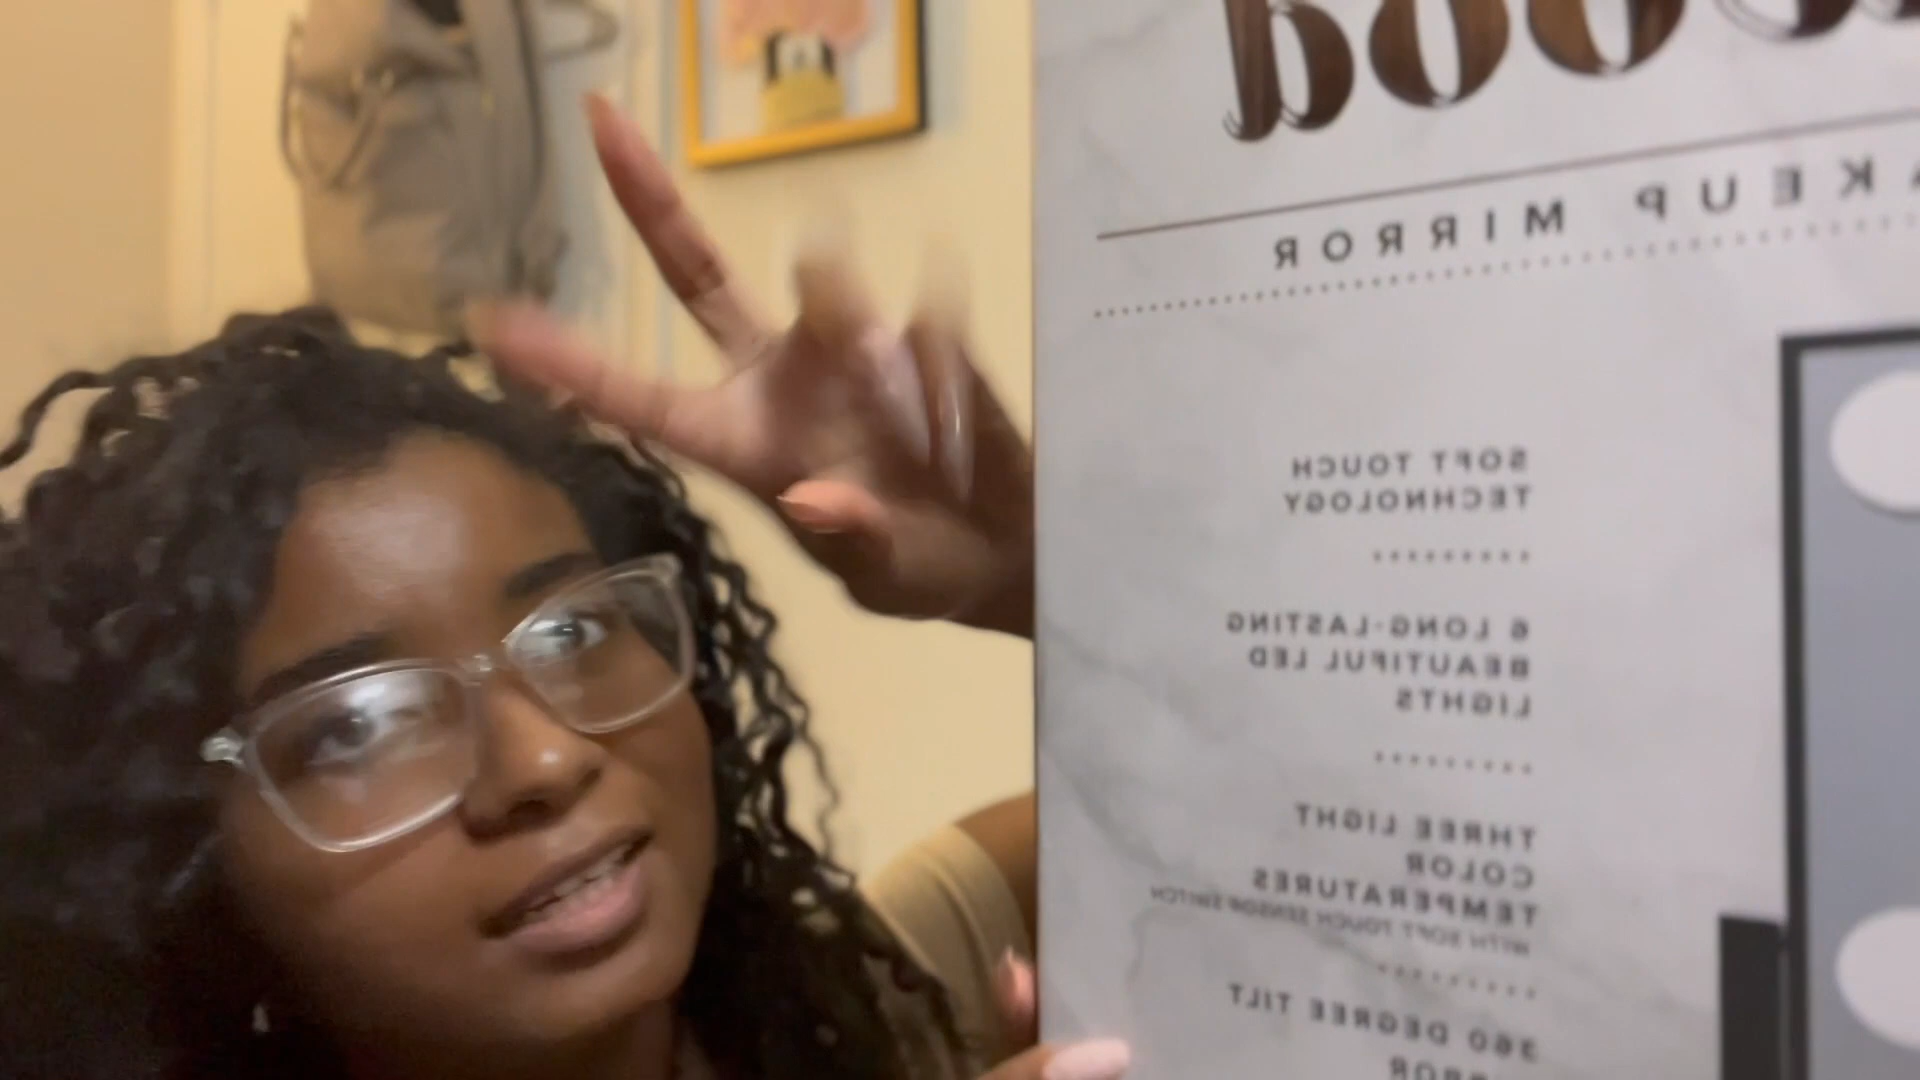 MAKEUP MIRROR
SOFT TOUCH
TECHNOLOGY
6 LONG-LASTING
BEAUTIFUL LED
LIGHTS
THREE LIGHT
COLOR
TEMPERATURES
WITH SOFT TOUCH SENSOR SWITCH
360 DEGREE TILT